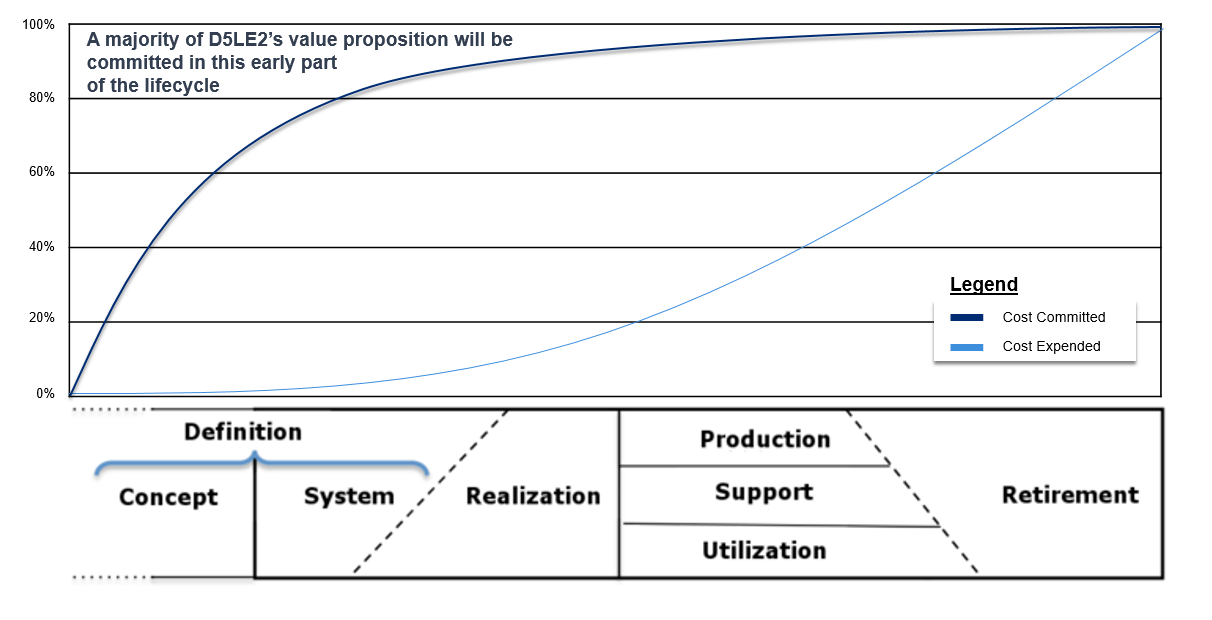 100%
A majority of D5LE2’s value proposition will be
committed in this early part
of the lifecycle
80%
60%
40%
20%
0%
Legend
Cost Committed
Cost Expended
Definition
Concept
System
Realization
Production
Support
Utilization
Retirement